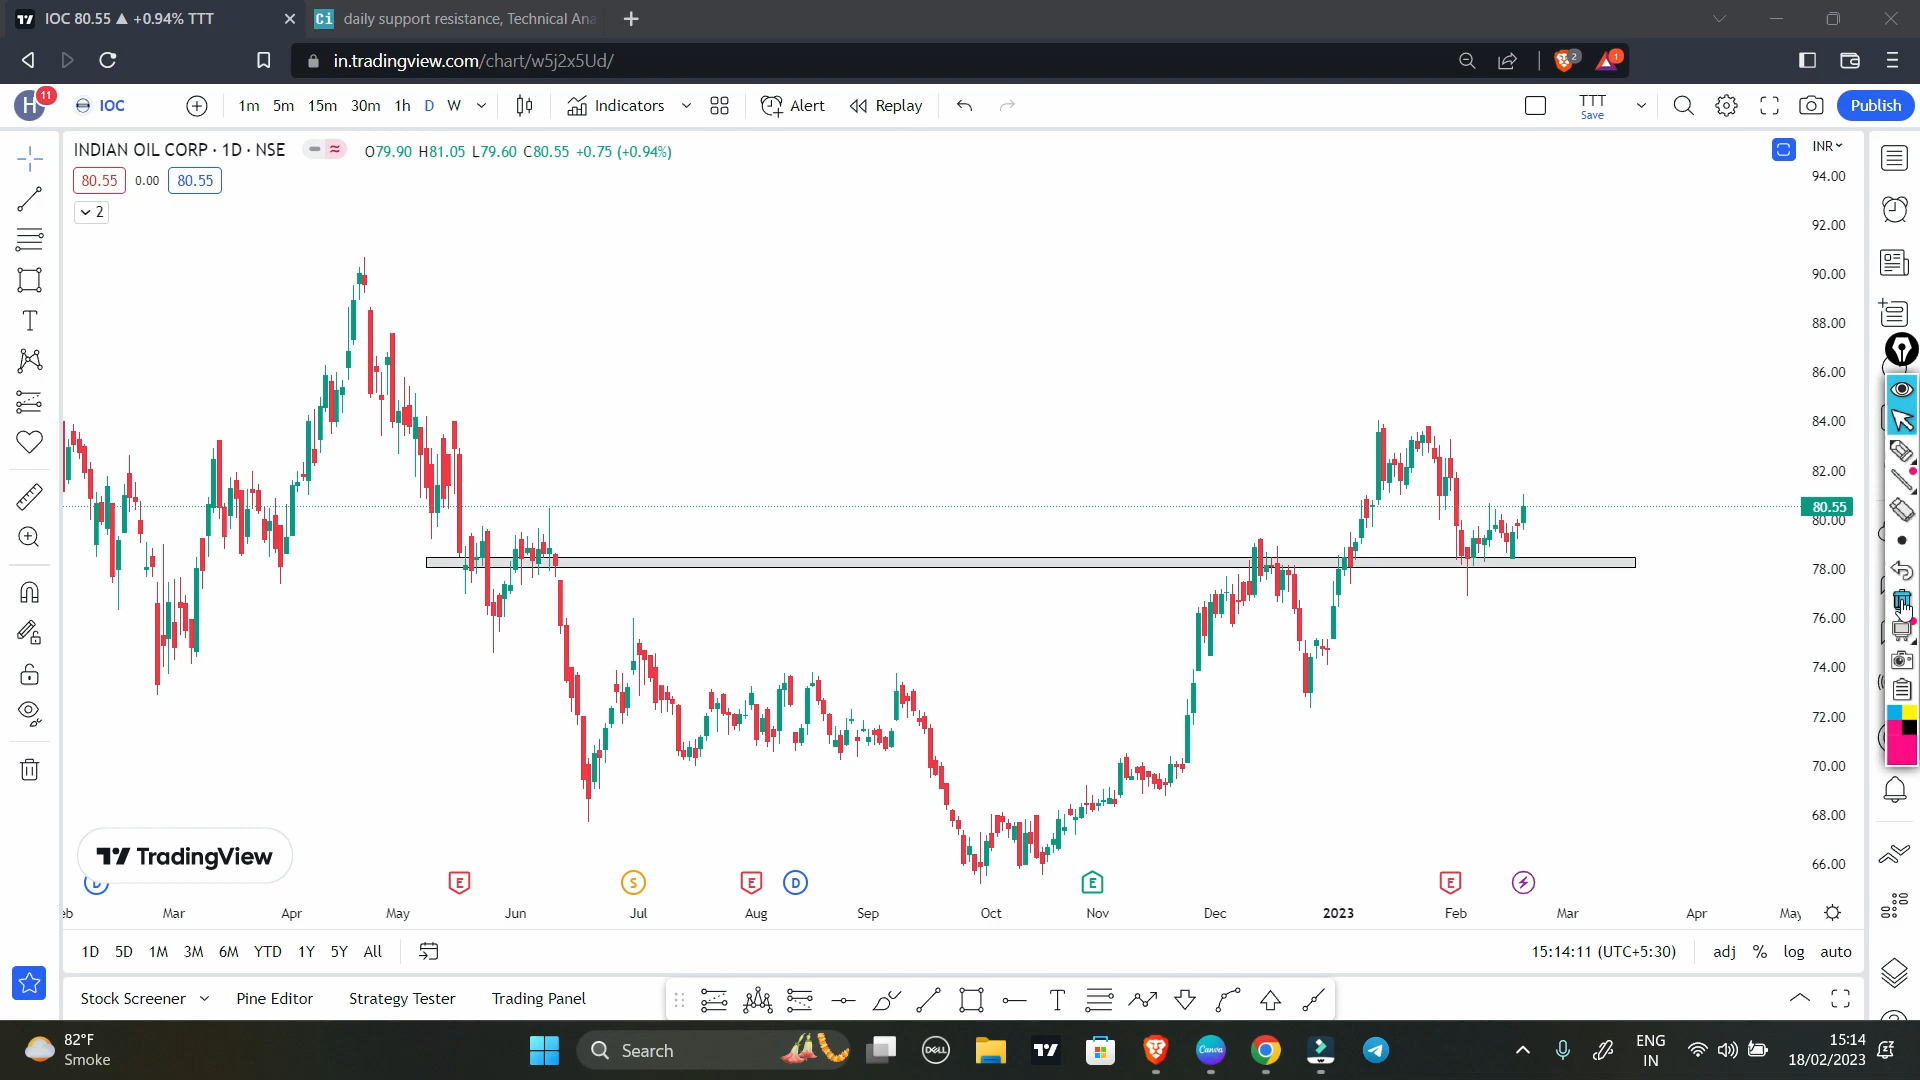 IOC 80.55 ▲ +0.94% TTT
Ci daily support resistance, Technical Ana
in.tradingview.com/chart/w5j2x5Ud/
2
1
H 11 IOC 1m 5m 15m 30m 1h D W Indicators Alert Replay TTT Save Publish
INDIAN OIL CORP · 1D · NSE O79.90 H81.05 L79.60 C80.55 +0.75 (+0.94%)
INR
80.55 0.00 80.55
2
94.00
92.00
90.00
88.00
86.00
84.00
82.00
80.55
80.00
78.00
76.00
74.00
72.00
70.00
68.00
66.00
TradingView
D E S E D E E
eb Mar Apr May Jun Jul Aug Sep Oct Nov Dec 2023 Feb Mar Apr May
1D 5D 1M 3M 6M YTD 1Y 5Y All 15:14:11 (UTC+5:30) adj % log auto
Stock Screener Pine Editor Strategy Tester Trading Panel T
82°F
Smoke
Search
DELL
Canva
ENG
IN
15:14
18/02/2023